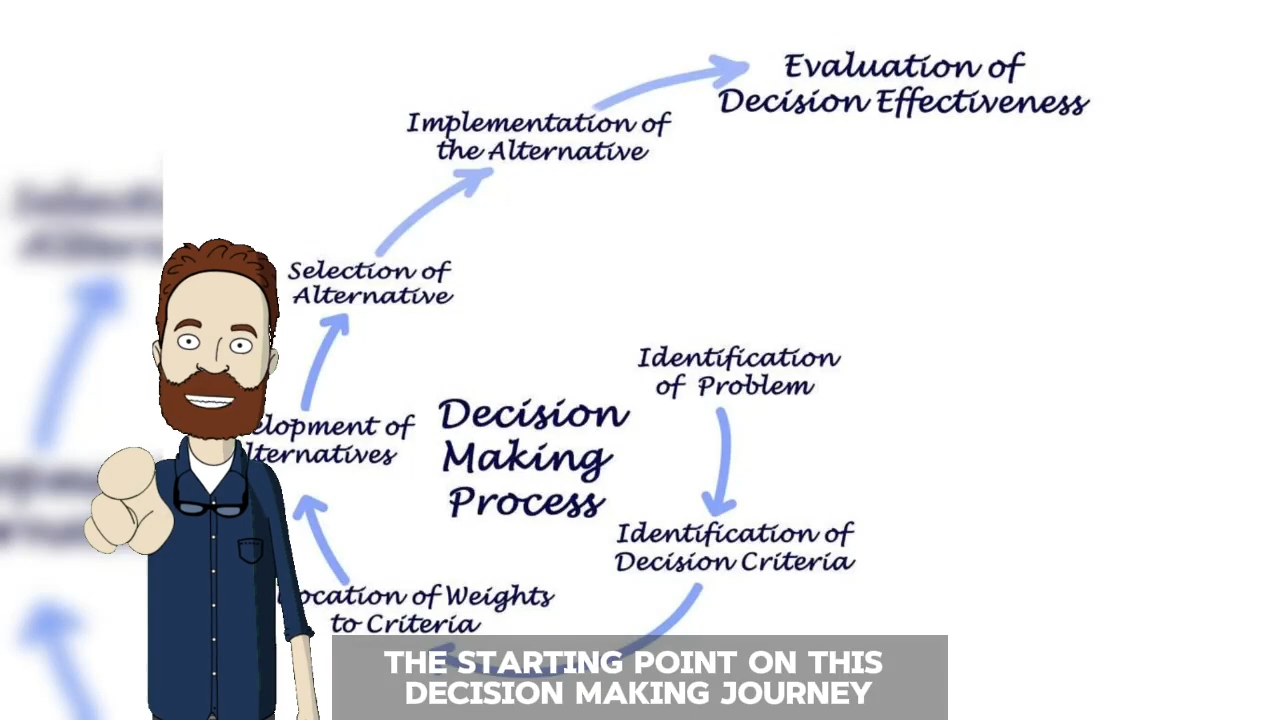 Evaluation of
Decision Effectiveness
Implementation of
the Alternative
Selection of
Alternative
Identification
of Problem
elopment of
lternatives
Decision
Making
Process
Identification of
Decision Criteria
ocation of Weights
to Criteria
THE STARTING POINT ON THIS
DECISION MAKING JOURNEY